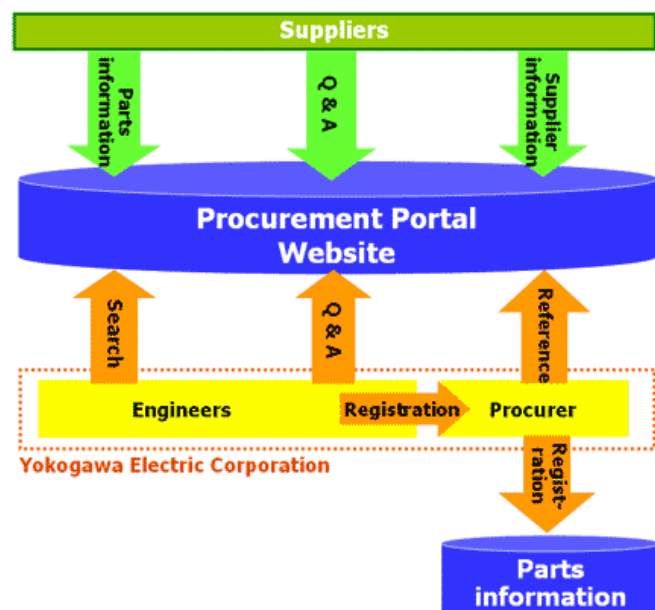 Suppliers
Parts
information
Q & A
Supplier
information
Procurement Portal
Website
Search
Q & A
Reference
Engineers
Registration
Procurer
Yokogawa Electric Corporation
Regist-
ration
Parts
information